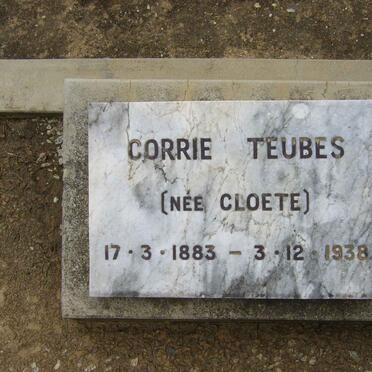 CORRIE TEUBES
(NÉE CLOETE)
17·3·1883 – 3·12·1938